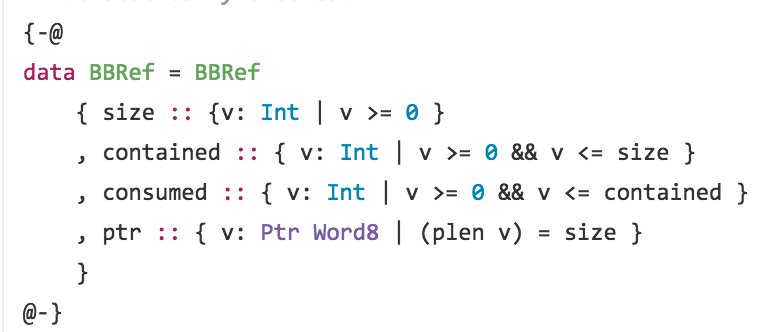 {-@
data BBRef = BBRef
    { size :: {v: Int | v >= 0 }
    , contained :: { v: Int | v >= 0 && v <= size }
    , consumed :: { v: Int | v >= 0 && v <= contained }
    , ptr :: { v: Ptr Word8 | (plen v) = size }
    }
@-}